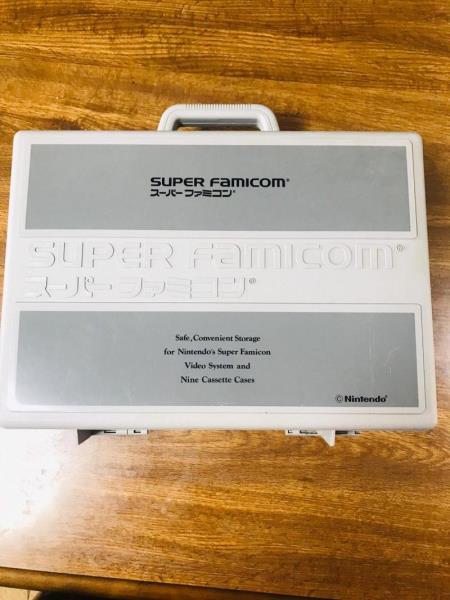 SUPER FAMICOM®
スーパーファミコン®
SUPER FAMICOM®
スーパーファミコン®
Safe, Convenient Storage
for Nintendo's Super Famicon
Video System and
Nine Cassette Cases
©Nintendo®